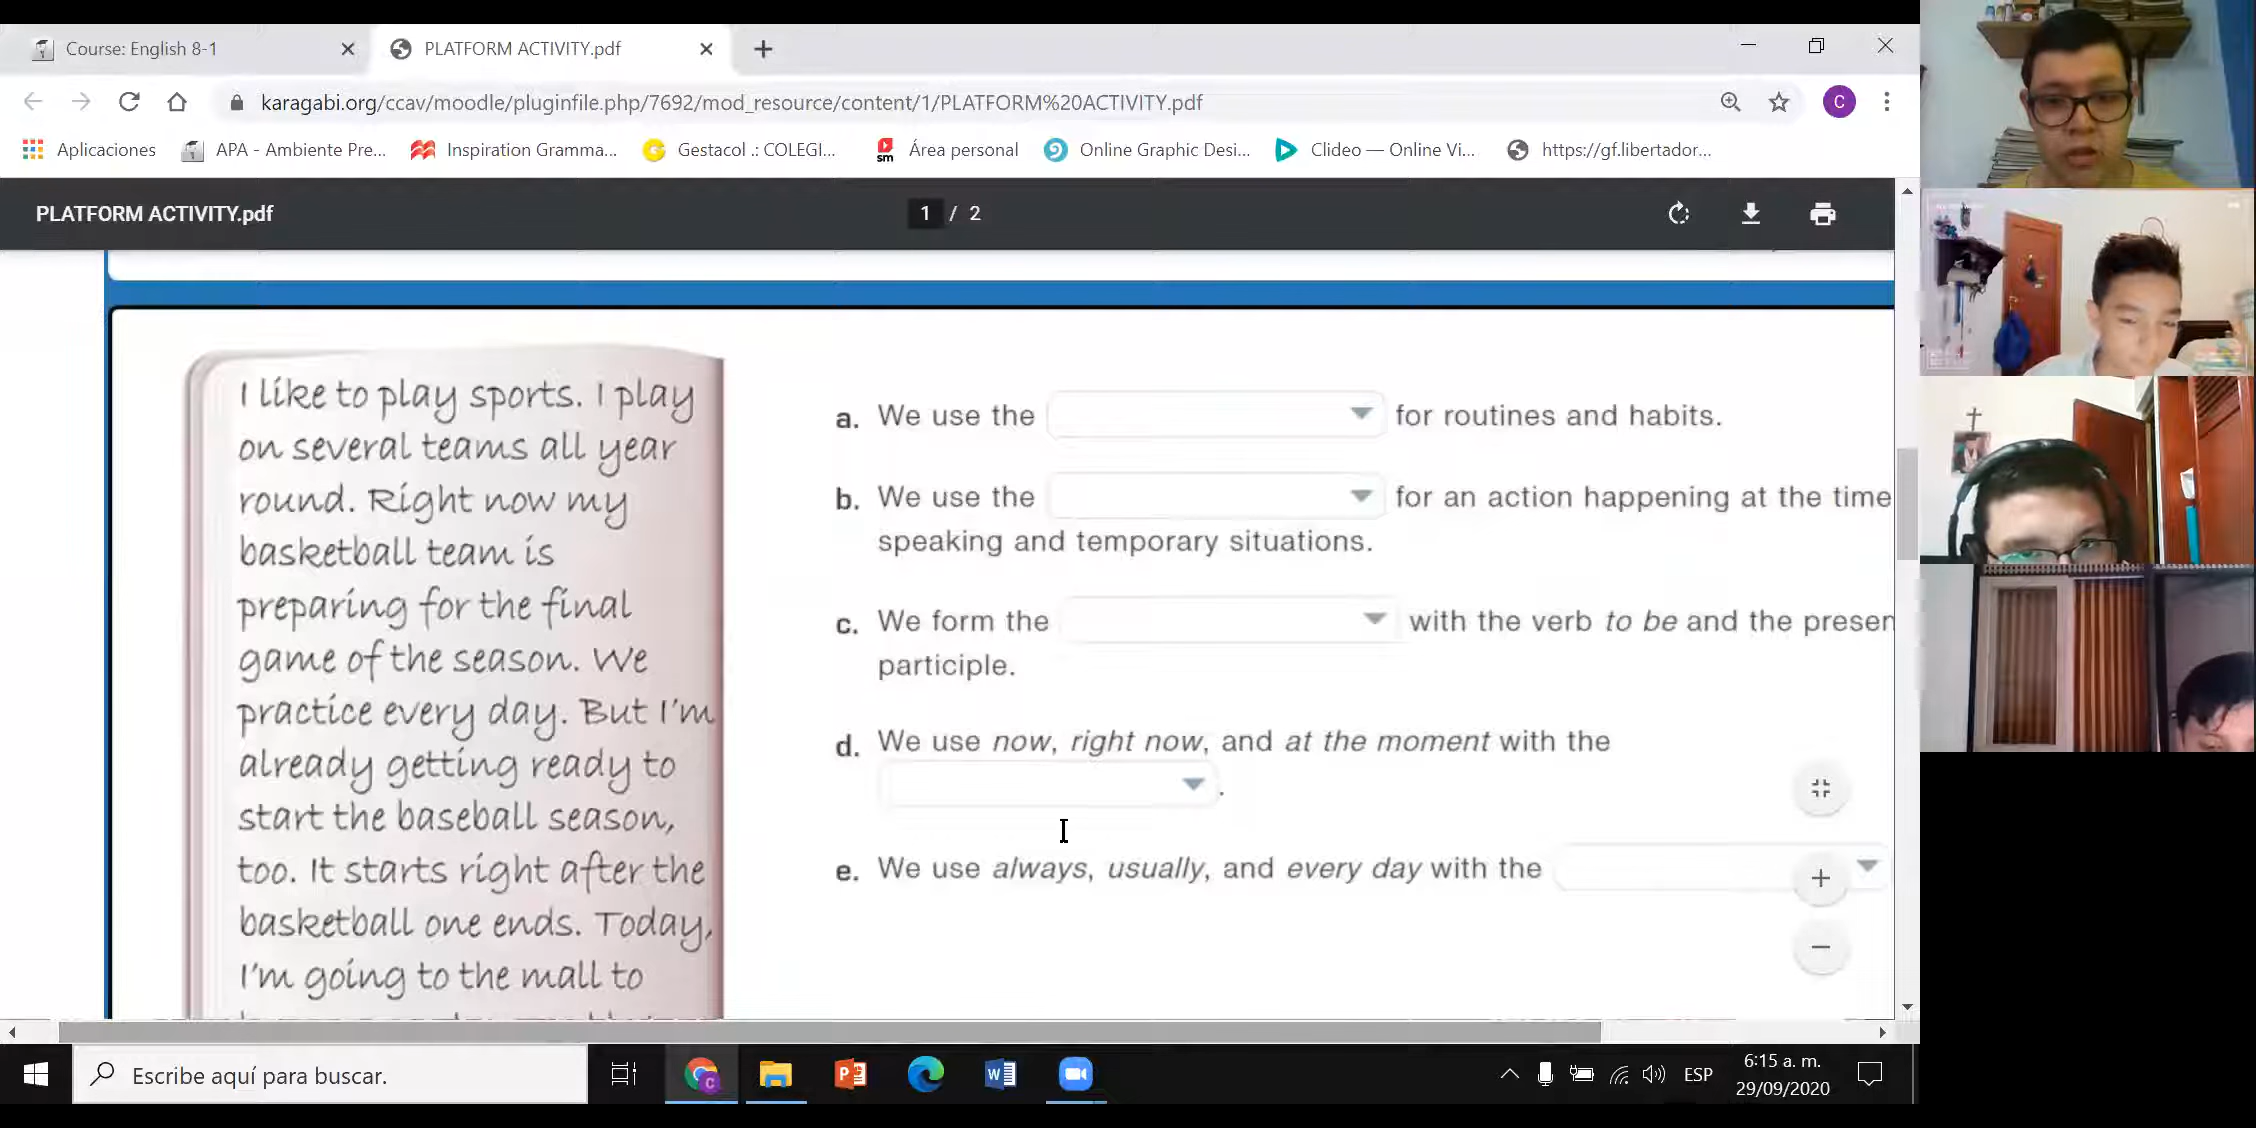 Course: English 8-1
PLATFORM ACTIVITY.pdf
karagabi.org/ccav/moodle/pluginfile.php/7692/mod_resource/content/1/PLATFORM%20ACTIVITY.pdf
C
Aplicaciones
APA - Ambiente Pre...
Inspiration Gramma...
Gestacol .: COLEGI...
sm
Área personal
Online Graphic Desi...
Clideo — Online Vi...
https://gf.libertador...
PLATFORM ACTIVITY.pdf
1 / 2
I like to play sports. I play
on several teams all year
round. Right now my
basketball team is
preparing for the final
game of the season. We
practice every day. But I'm
already getting ready to
start the baseball season,
too. It starts right after the
basketball one ends. Today,
I'm going to the mall to
a. We use the for routines and habits.
b. We use the for an action happening at the time
speaking and temporary situations.
c. We form the with the verb to be and the presen
participle.
d. We use now, right now, and at the moment with the
.
e. We use always, usually, and every day with the
Escribe aquí para buscar.
ESP
6:15 a. m.
29/09/2020